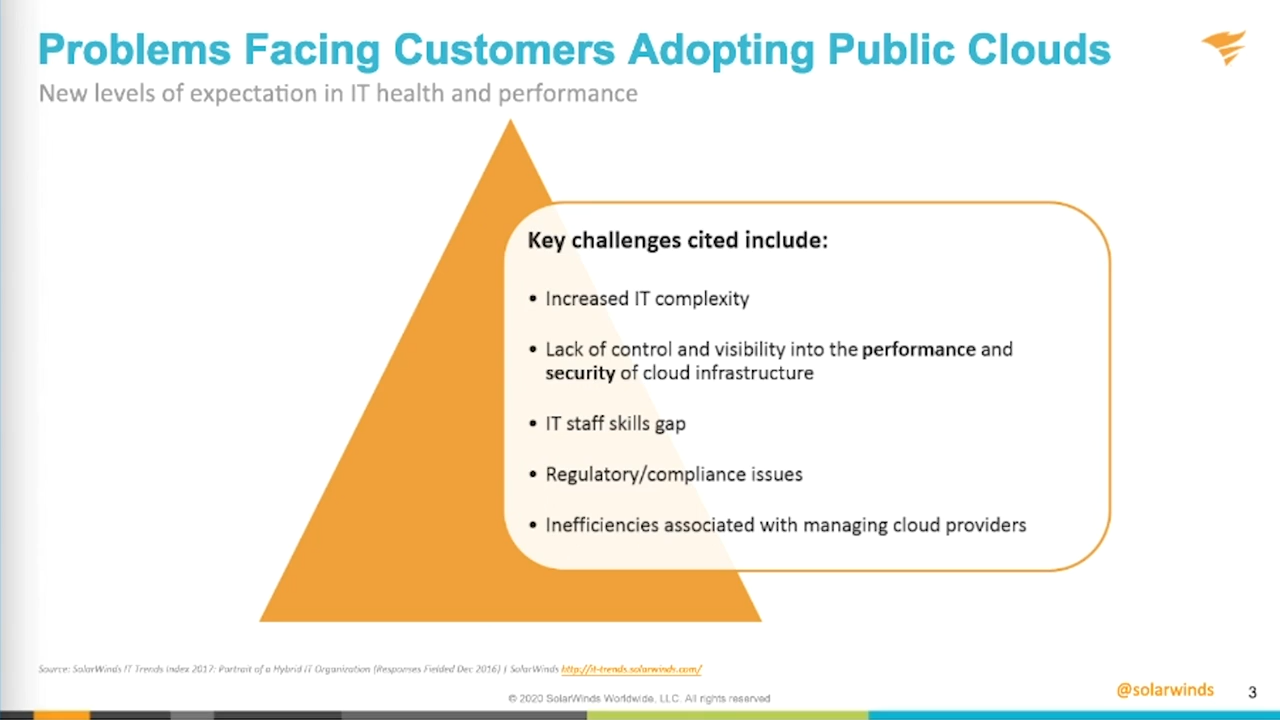 Problems Facing Customers Adopting Public Clouds
New levels of expectation in IT health and performance
Key challenges cited include:
• Increased IT complexity
• Lack of control and visibility into the performance and
security of cloud infrastructure
• IT staff skills gap
• Regulatory/compliance issues
• Inefficiencies associated with managing cloud providers
Source: SolarWinds IT Trends Index 2017: Portrait of a Hybrid IT Organization (Responses Fielded Dec 2016) | SolarWinds http://it-trends.solarwinds.com/
© 2020 SolarWinds Worldwide, LLC. All rights reserved
@solarwinds
3